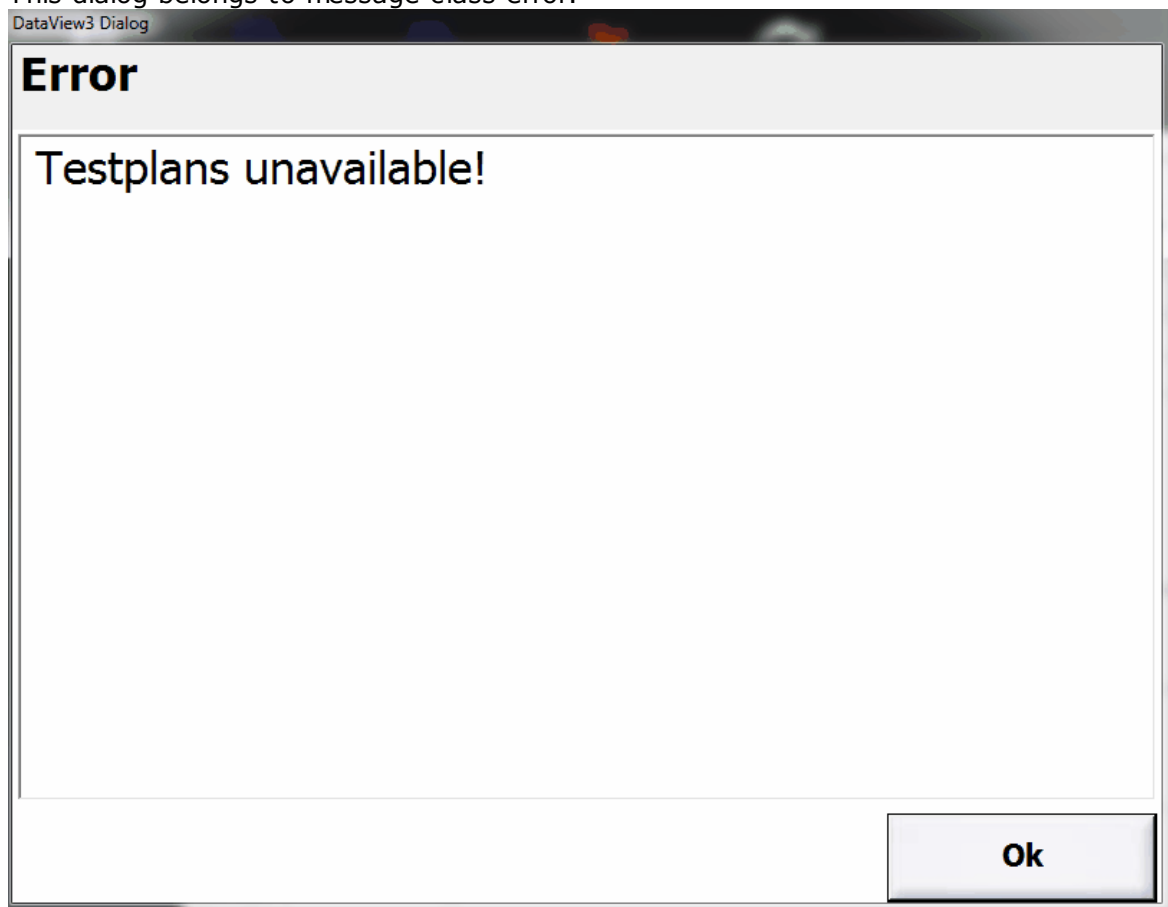 This dialog belongs to message class error.
DataView3 Dialog
Error
Testplans unavailable!
Ok